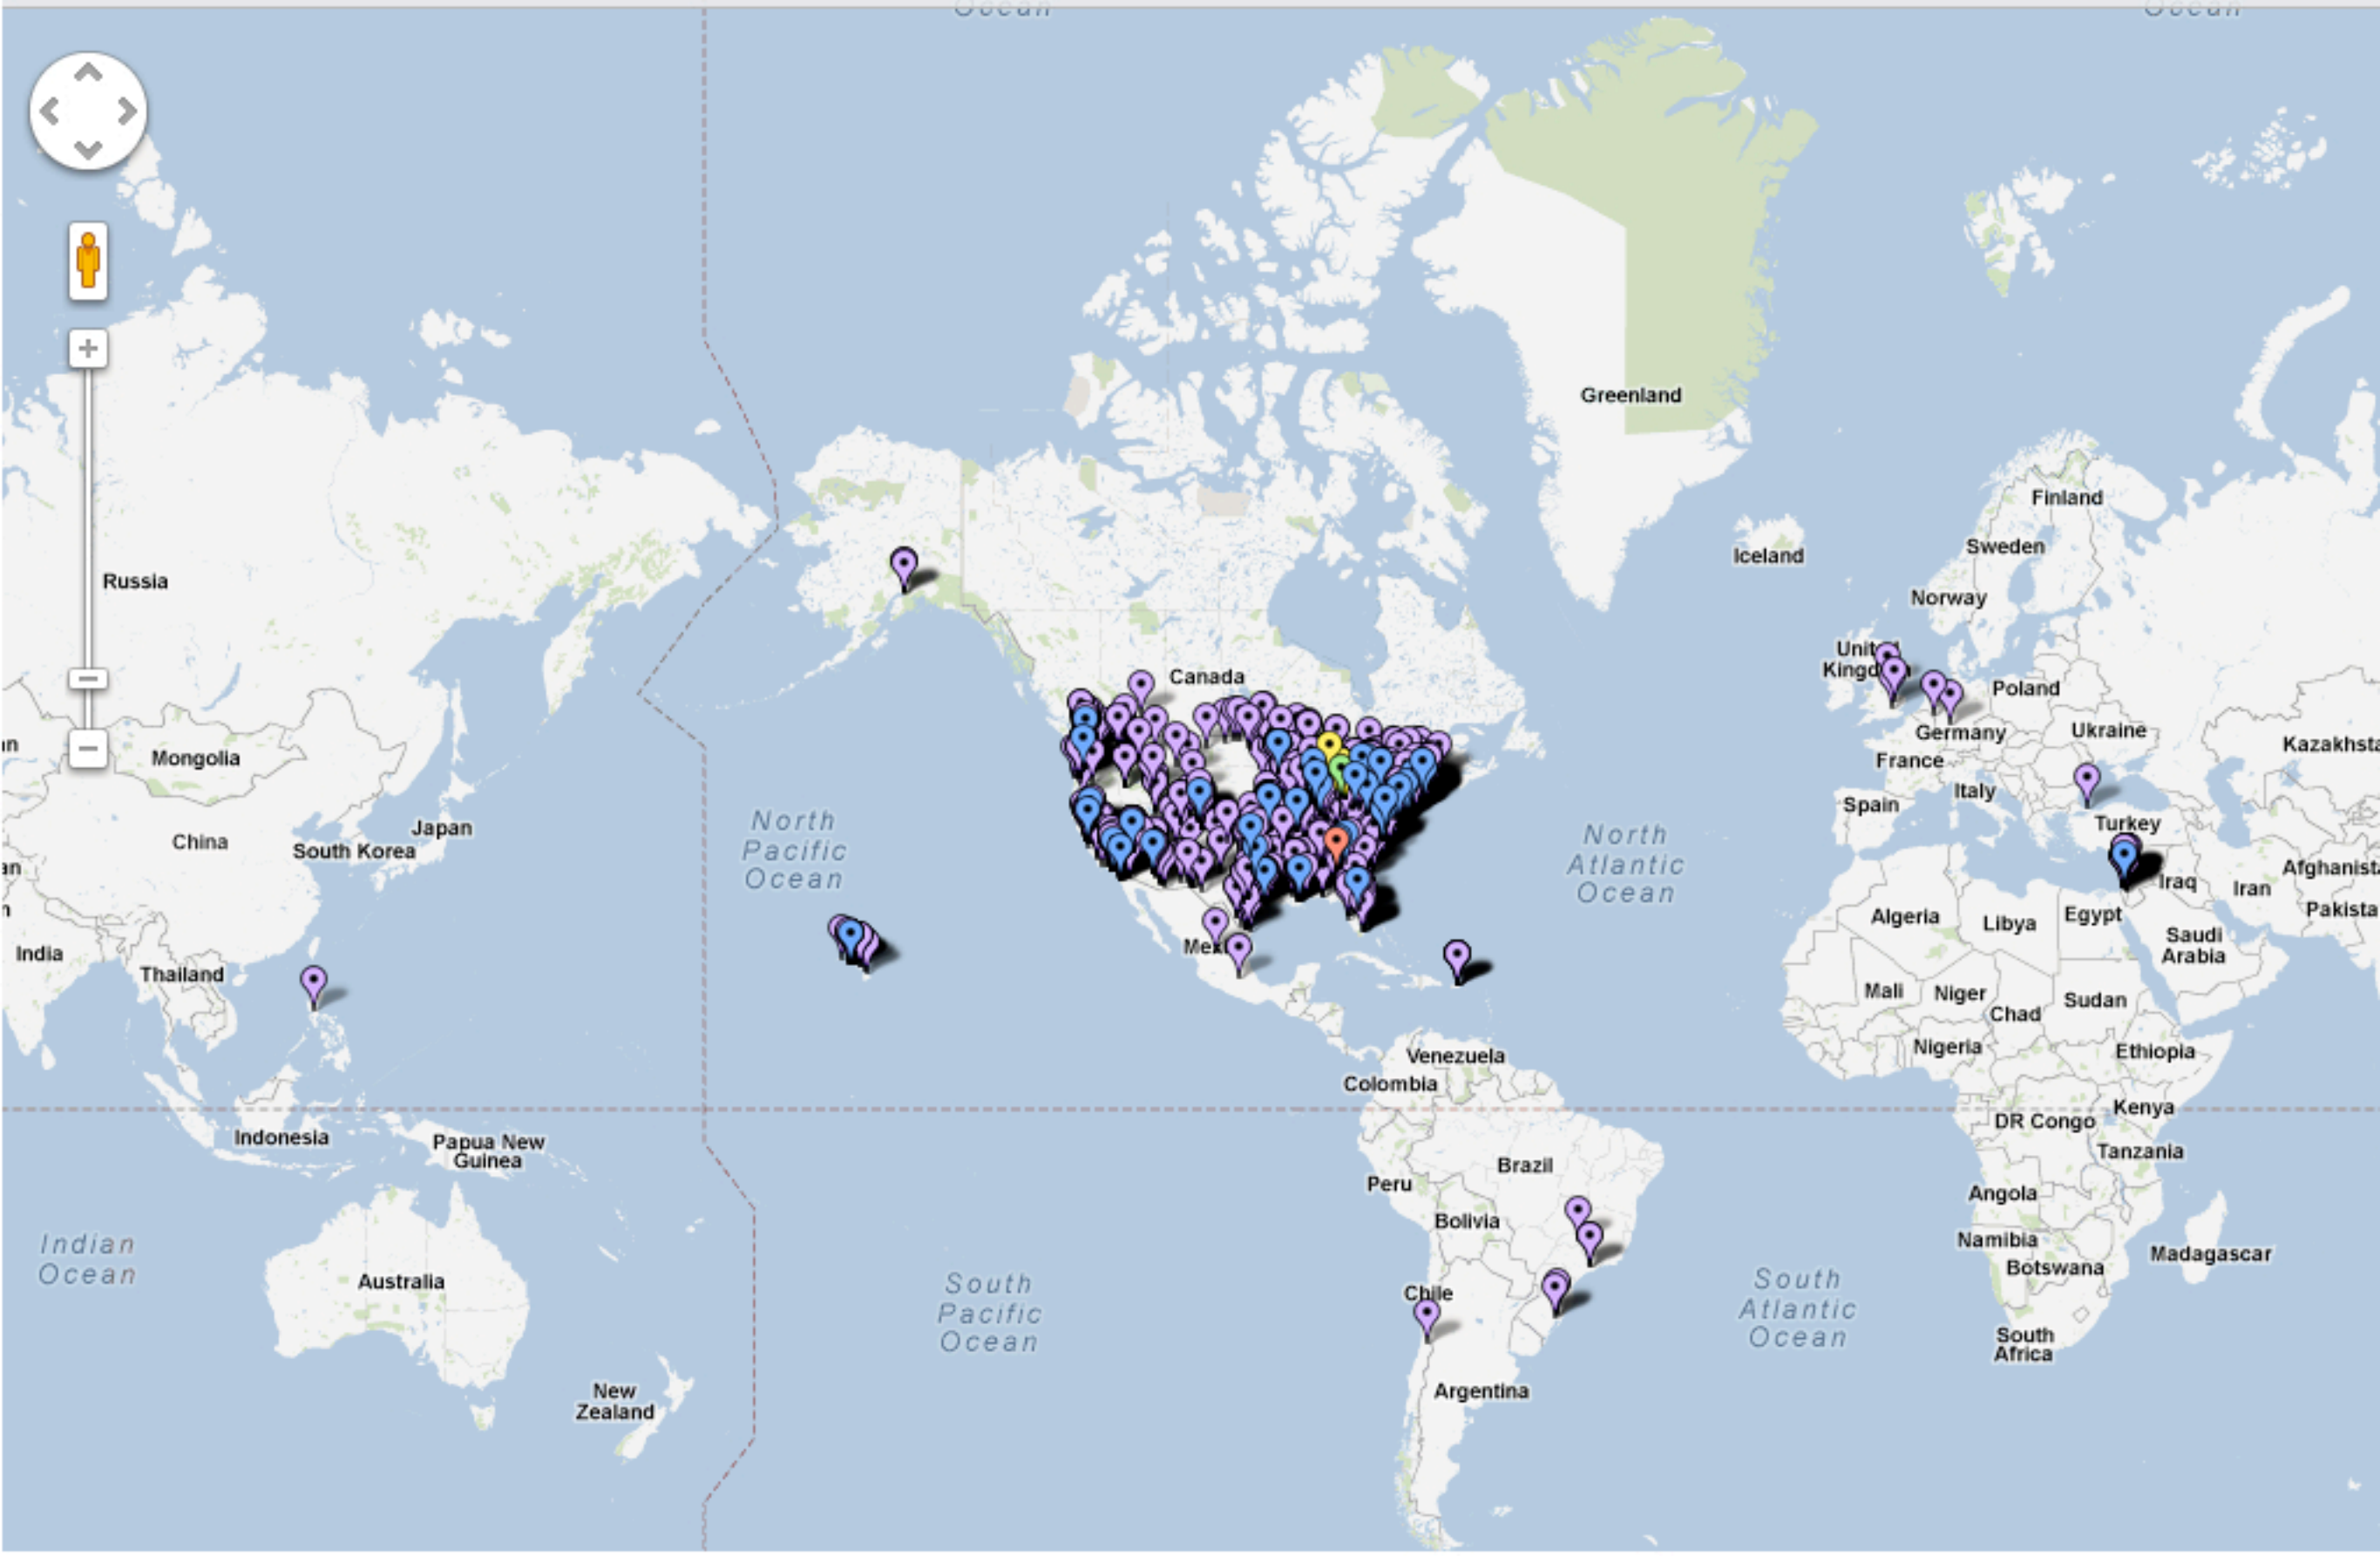 Ocean
Ocean
Greenland
Finland
Russia
Iceland
Sweden
Norway
Canada
Poland
Mongolia
Germany
Ukraine
France
Spain
Italy
China
Japan
South Korea
Turkey
North
Pacific
Ocean
North
Atlantic
Ocean
Iraq
Iran
India
Thailand
Algeria
Libya
Egypt
Saudi
Arabia
Mali
Niger
Chad
Sudan
Nigeria
Ethiopia
Venezuela
Colombia
Kenya
DR Congo
Tanzania
Indonesia
Papua New
Guinea
Brazil
Peru
Bolivia
Angola
Namibia
Botswana
Madagascar
Indian
Ocean
Australia
South
Pacific
Ocean
Chile
South
Atlantic
Ocean
South
Africa
New
Zealand
Argentina